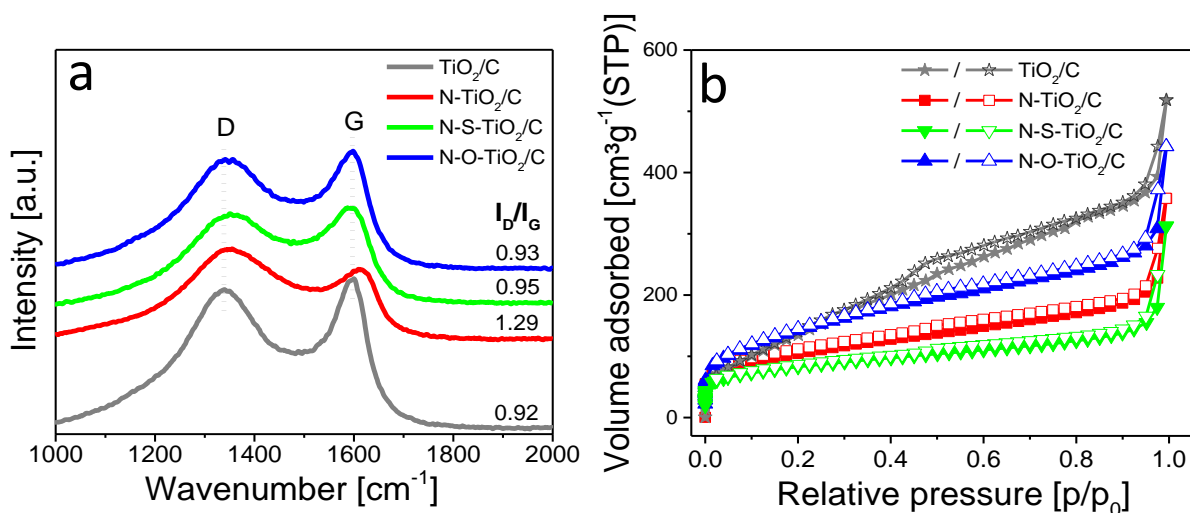 a
TiO₂/C
N-TiO₂/C
N-S-TiO₂/C
N-O-TiO₂/C
D
G
I_D/I_G
0.93
0.95
1.29
0.92
Intensity [a.u.]
1000 1200 1400 1600 1800 2000
Wavenumber [cm⁻¹]
b
/ TiO₂/C
/ N-TiO₂/C
/ N-S-TiO₂/C
/ N-O-TiO₂/C
600
400
200
0
Volume adsorbed [cm³g⁻¹(STP)]
0.0 0.2 0.4 0.6 0.8 1.0
Relative pressure [p/p₀]